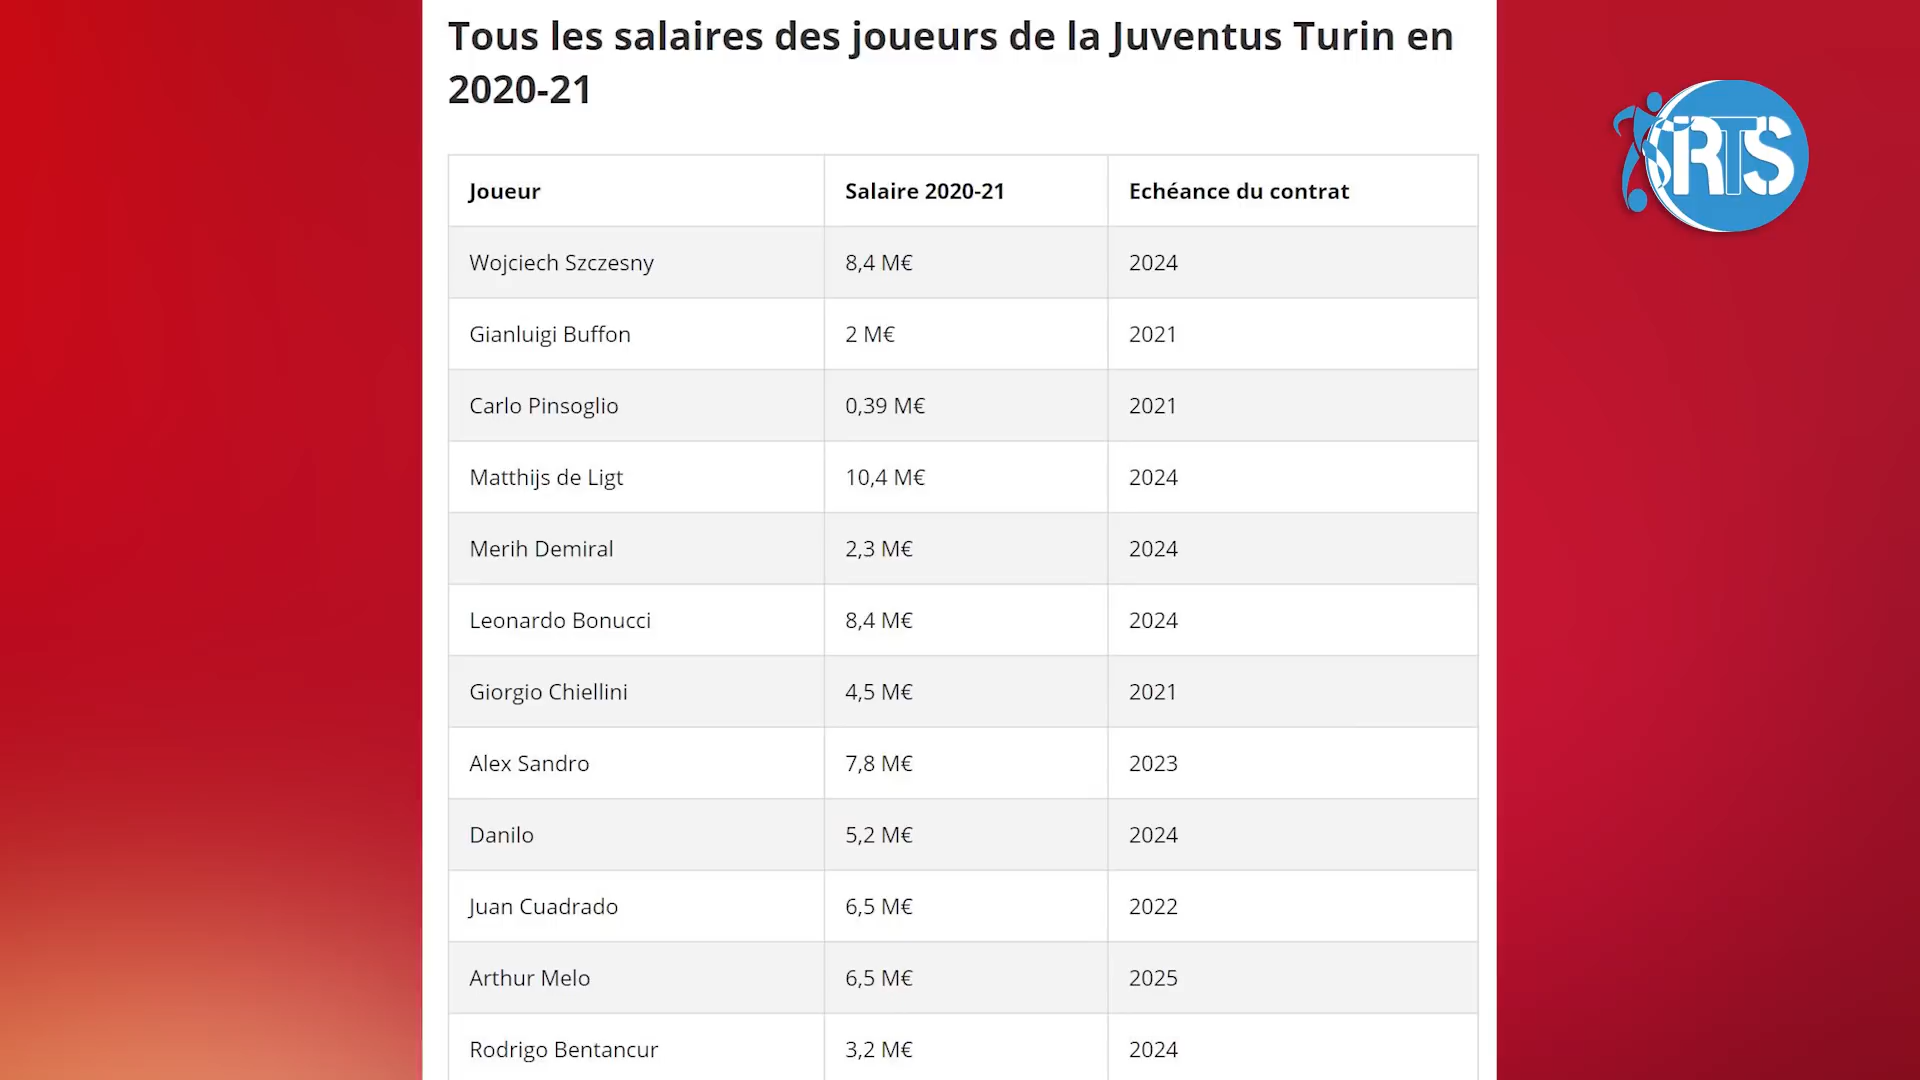 Tous les salaires des joueurs de la Juventus Turin en
2020-21
RTS
Joueur Salaire 2020-21 Echéance du contrat
Wojciech Szczesny 8,4 M€ 2024
Gianluigi Buffon 2 M€ 2021
Carlo Pinsoglio 0,39 M€ 2021
Matthijs de Ligt 10,4 M€ 2024
Merih Demiral 2,3 M€ 2024
Leonardo Bonucci 8,4 M€ 2024
Giorgio Chiellini 4,5 M€ 2021
Alex Sandro 7,8 M€ 2023
Danilo 5,2 M€ 2024
Juan Cuadrado 6,5 M€ 2022
Arthur Melo 6,5 M€ 2025
Rodrigo Bentancur 3,2 M€ 2024